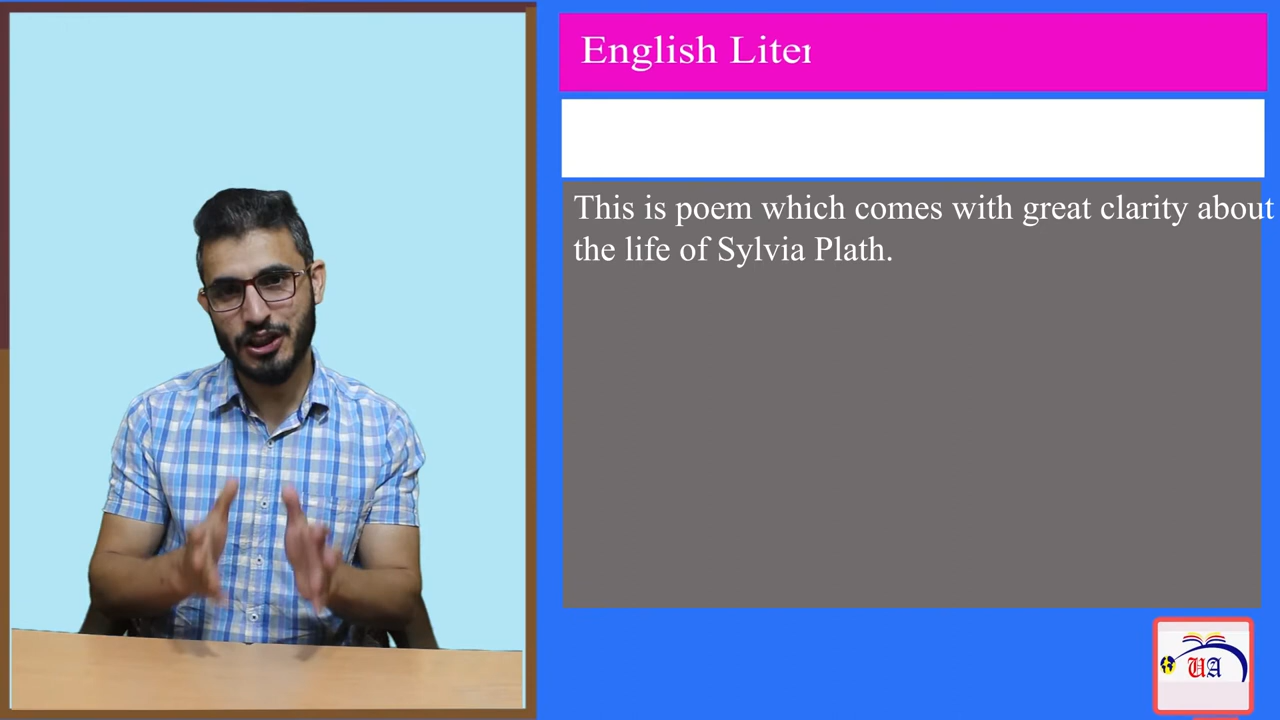 English Liter
This is poem which comes with great clarity about
the life of Sylvia Plath.
UA